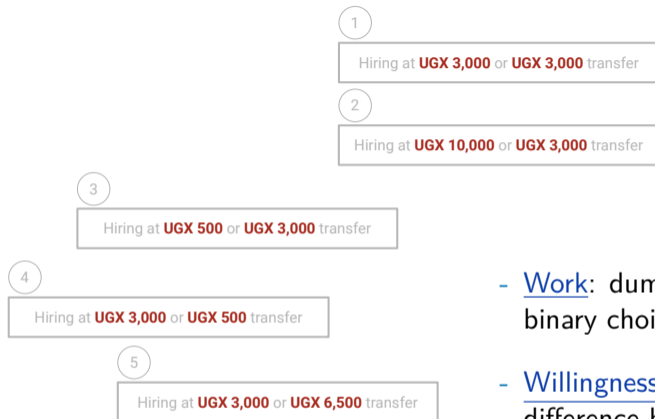 1
Hiring at UGX 3,000 or UGX 3,000 transfer
2
Hiring at UGX 10,000 or UGX 3,000 transfer
3
Hiring at UGX 500 or UGX 3,000 transfer
4
Hiring at UGX 3,000 or UGX 500 transfer
5
Hiring at UGX 3,000 or UGX 6,500 transfer
- Work: dum
binary choi
- Willingness
difference b